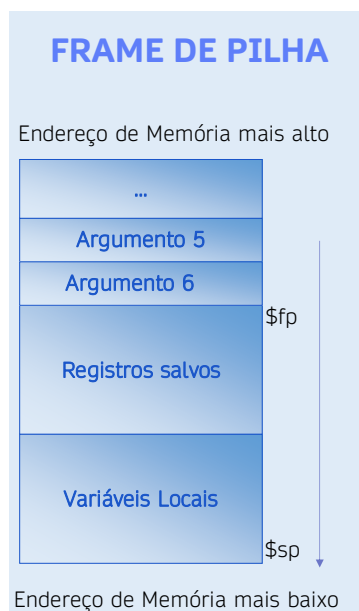 FRAME DE PILHA
Endereço de Memória mais alto
...
Argumento 5
Argumento 6
$fp
Registros salvos
Variáveis Locais
$sp
Endereço de Memória mais baixo